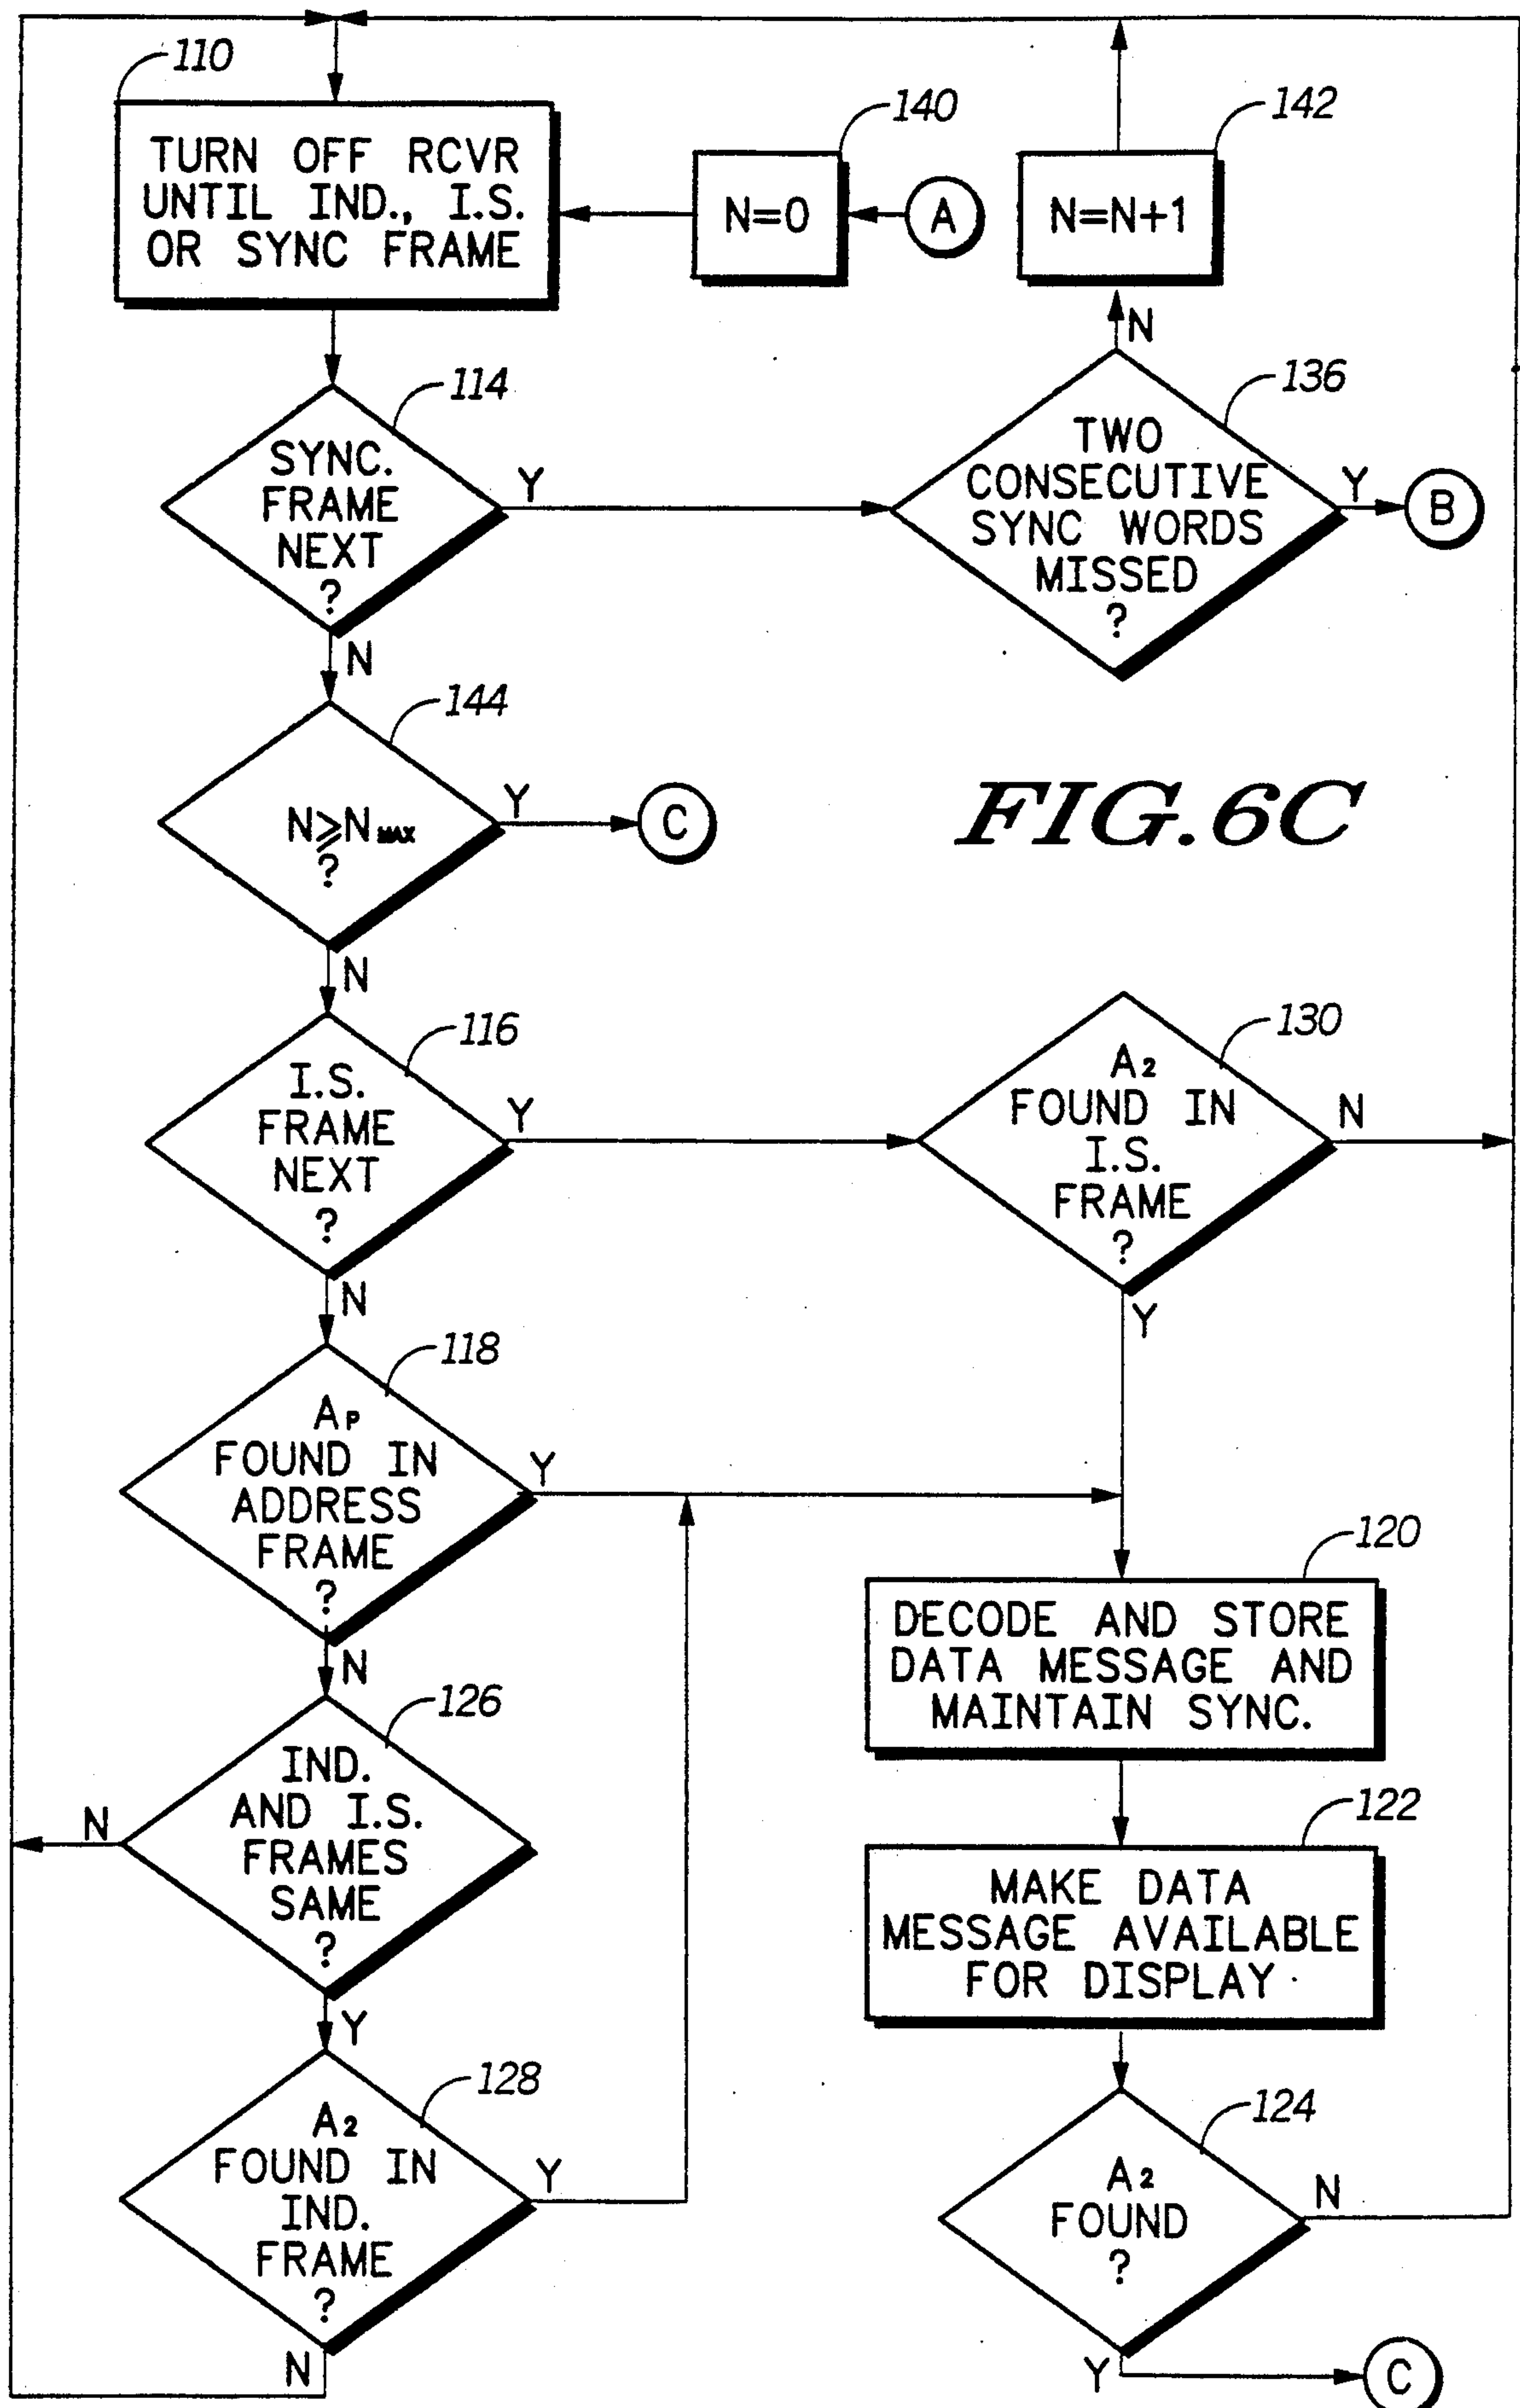 110
TURN OFF RCVR
UNTIL IND., I.S.
OR SYNC FRAME
140
N=0
A
142
N=N+1
N
114
SYNC.
FRAME
NEXT
?
Y
N
136
TWO
CONSECUTIVE
SYNC WORDS
MISSED
?
Y
B
144
N≥NMAX
?
Y
C
N
FIG.6C
116
I.S.
FRAME
NEXT
?
Y
N
130
A2
FOUND IN
I.S.
FRAME
?
N
Y
118
AP
FOUND IN
ADDRESS
FRAME
?
Y
N
120
DECODE AND STORE
DATA MESSAGE AND
MAINTAIN SYNC.
126
IND.
AND I.S.
FRAMES
SAME
?
N
Y
122
MAKE DATA
MESSAGE AVAILABLE
FOR DISPLAY
128
A2
FOUND IN
IND.
FRAME
?
Y
N
124
A2
FOUND
?
N
Y
C